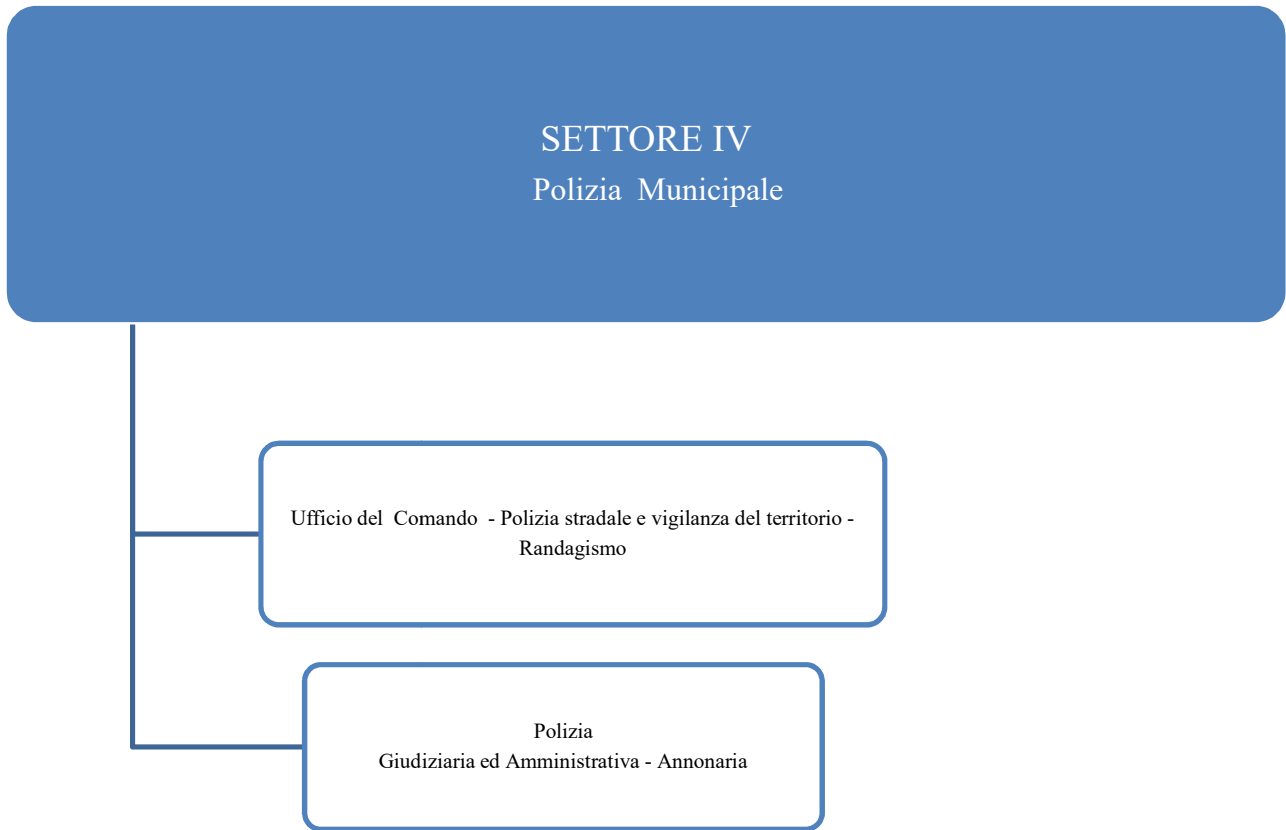 SETTORE IV
Polizia  Municipale
Ufficio del  Comando  - Polizia stradale e vigilanza del territorio -
Randagismo
Polizia
Giudiziaria ed Amministrativa - Annonaria